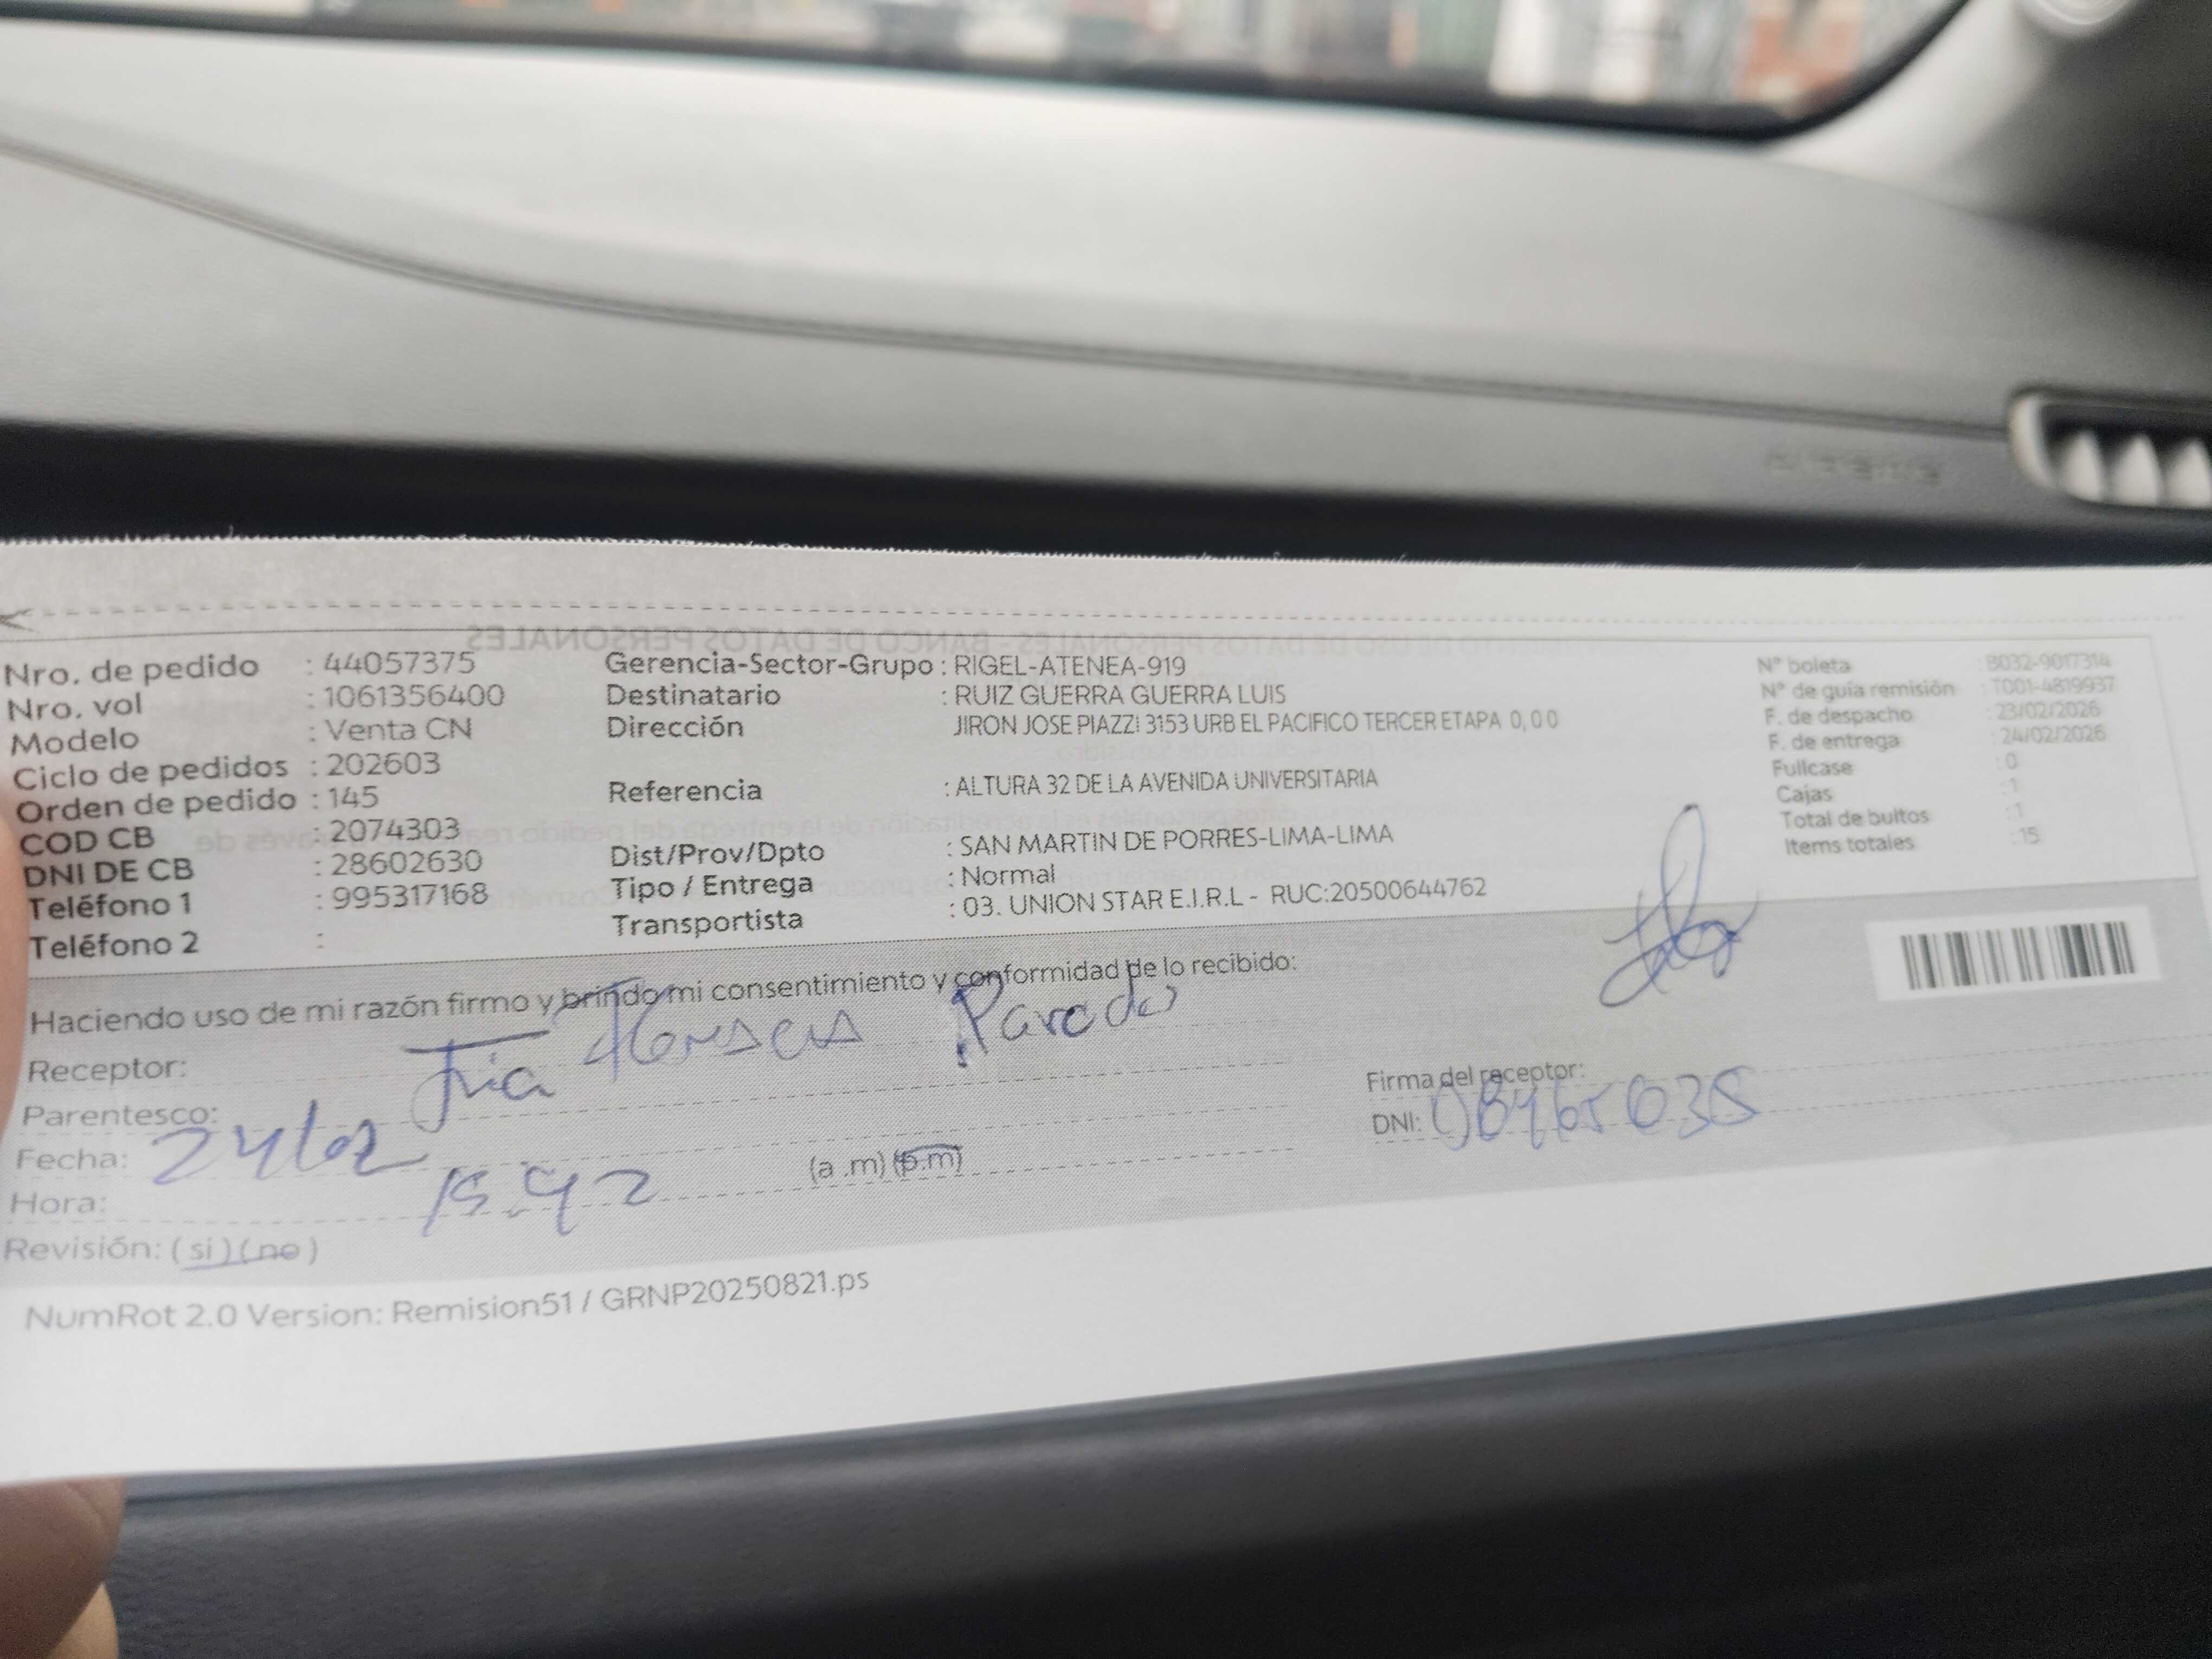 Nro. de pedido : 44057375
Nro. vol : 1061356400
Modelo : Venta CN
Ciclo de pedidos : 202603
Orden de pedido : 145
COD CB : 2074303
DNI DE CB : 28602630
Teléfono 1 : 995317168
Teléfono 2 :
Gerencia-Sector-Grupo : RIGEL-ATENEA-919
Destinatario : RUIZ GUERRA GUERRA LUIS
Dirección JIRON JOSE PIAZZI 3153 URB EL PACIFICO TERCER ETAPA 0, 0 0
Referencia : ALTURA 32 DE LA AVENIDA UNIVERSITARIA
Dist/Prov/Dpto : SAN MARTIN DE PORRES-LIMA-LIMA
Tipo / Entrega : Normal
Transportista : 03. UNION STAR E.I.R.L - RUC:20500644762
N° boleta : B032-9017314
N° de guía remisión : T001-4819937
F. de despacho : 23/02/2026
F. de entrega : 24/02/2026
Fullcase : 0
Cajas : 1
Total de bultos : 1
Items totales : 15
Haciendo uso de mi razón firmo y brindo mi consentimiento y conformidad de lo recibido:
Receptor: Paredes
Parentesco:
Fecha: 24/02
Hora: 15:42 (a .m) (p.m)
Revisión: ( si ) ( no )
Firma del receptor:
DNI:
NumRot 2.0 Version: Remision51 / GRNP20250821.ps